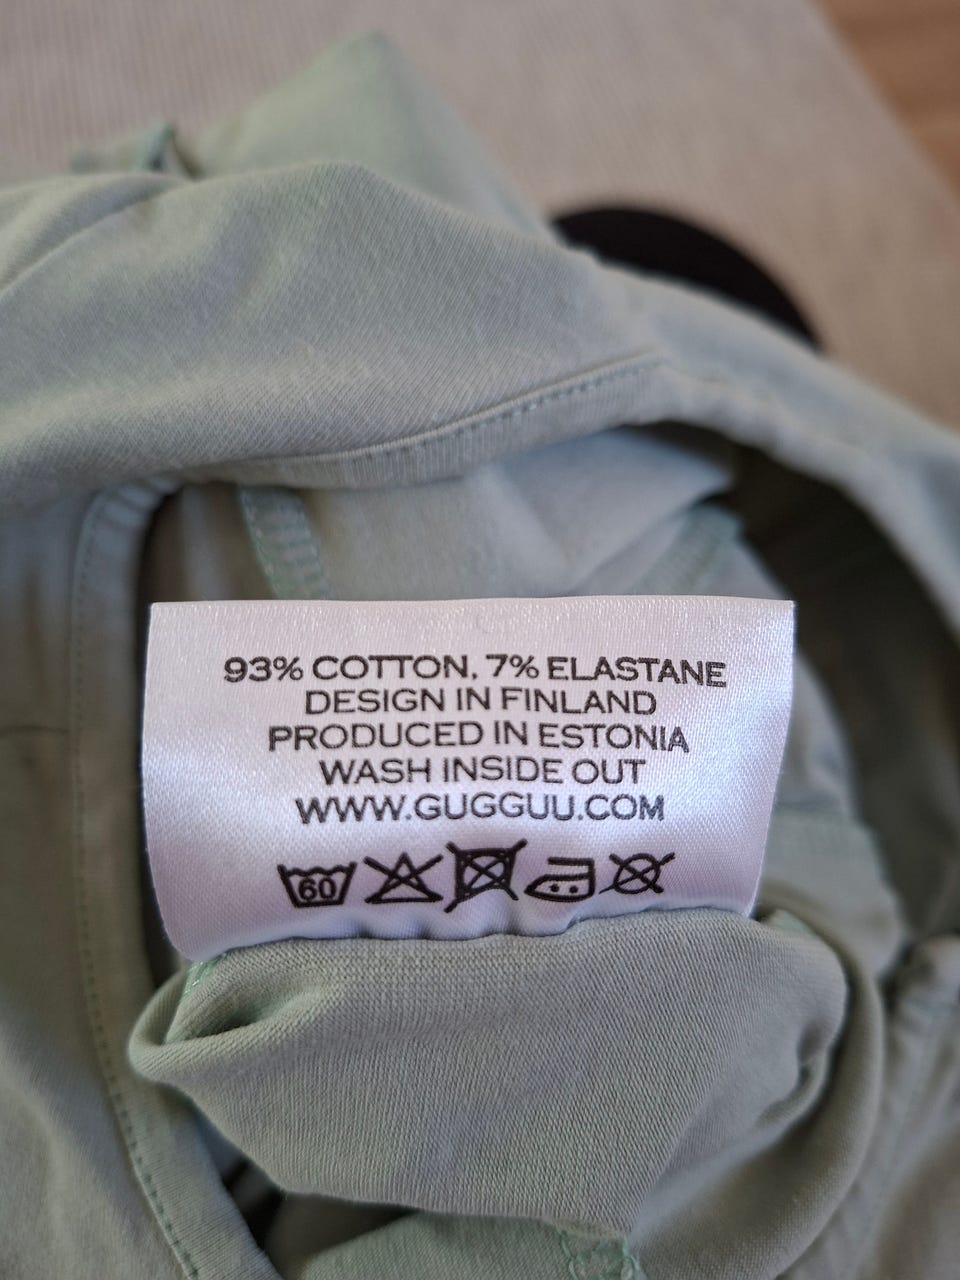 93% COTTON, 7% ELASTANE
DESIGN IN FINLAND
PRODUCED IN ESTONIA
WASH INSIDE OUT
WWW.GUGGUU.COM
60